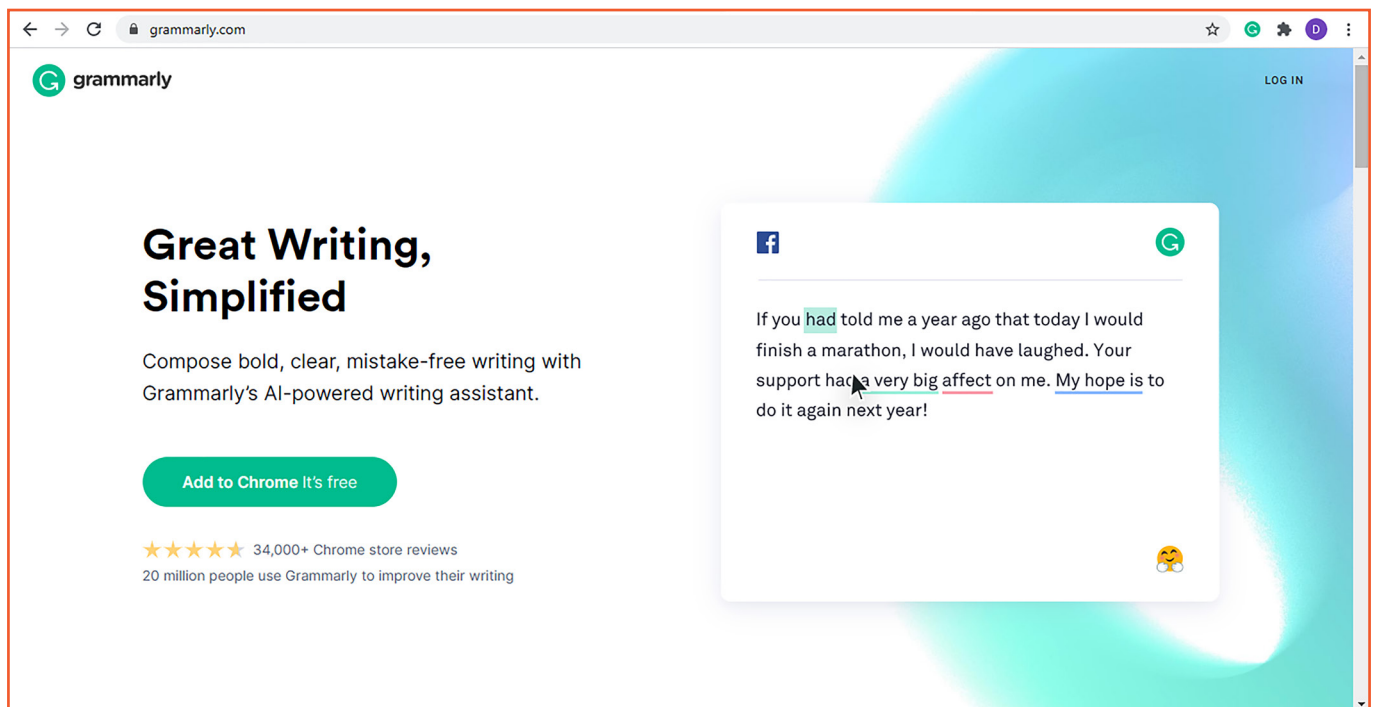 grammarly.com
D
grammarly
LOG IN
Great Writing,
Simplified
Compose bold, clear, mistake-free writing with
Grammarly's AI-powered writing assistant.
Add to Chrome It's free
34,000+ Chrome store reviews
20 million people use Grammarly to improve their writing
If you had told me a year ago that today I would
finish a marathon, I would have laughed. Your
support had a very big affect on me. My hope is to
do it again next year!